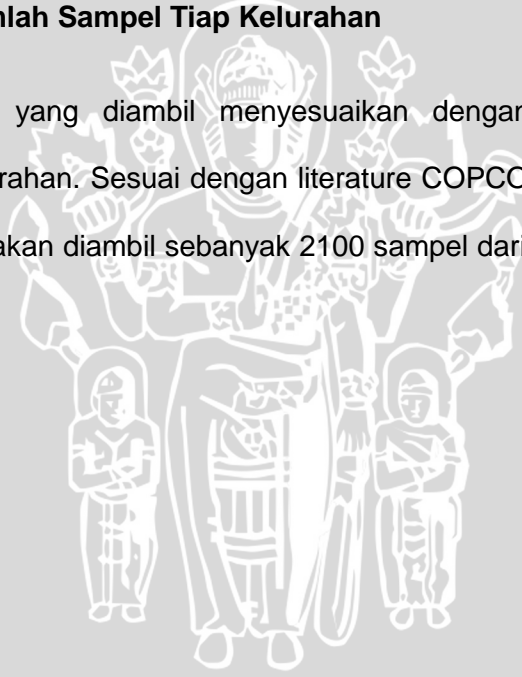 nlah Sampel Tiap Kelurahan
yang diambil menyesuaikan dengan
rahan. Sesuai dengan literature COPCO
akan diambil sebanyak 2100 sampel dari